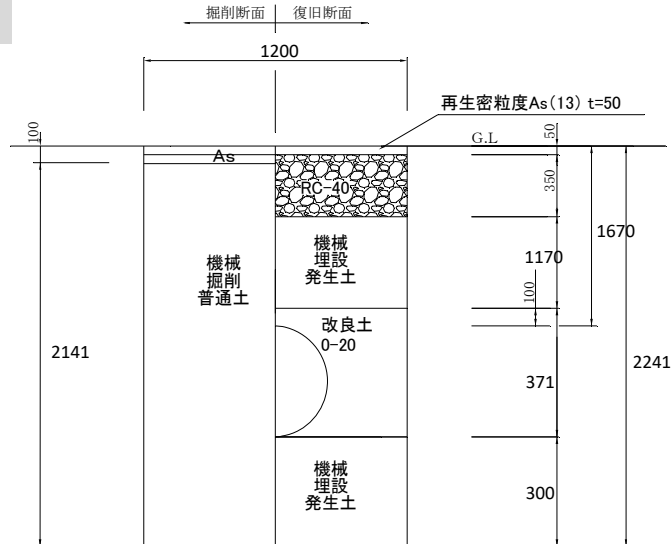 掘削断面
復旧断面
1200
再生密粒度As(13) t=50
100
As
G.L
50
RC-40
350
1670
機械
埋設
発生土
1170
機械
掘削
普通土
100
改良土
0-20
2141
371
2241
機械
埋設
発生土
300